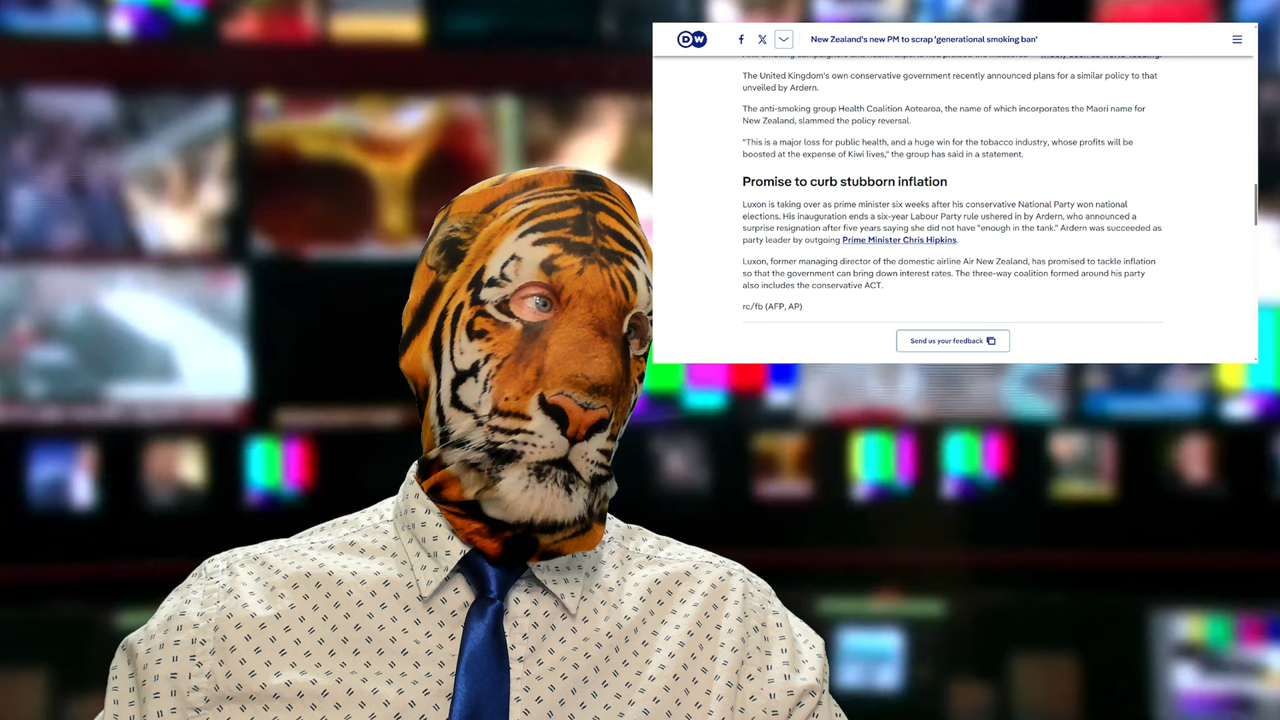 DW
New Zealand's new PM to scrap 'generational smoking ban'
The United Kingdom's own conservative government recently announced plans for a similar policy to that
unveiled by Ardern.
The anti-smoking group Health Coalition Aotearoa, the name of which incorporates the Maori name for
New Zealand, slammed the policy reversal.
"This is a major loss for public health, and a huge win for the tobacco industry, whose profits will be
boosted at the expense of Kiwi lives," the group has said in a statement.
Promise to curb stubborn inflation
Luxon is taking over as prime minister six weeks after his conservative National Party won national
elections. His inauguration ends a six-year Labour Party rule ushered in by Ardern, who announced a
surprise resignation after five years saying she did not have "enough in the tank." Ardern was succeeded as
party leader by outgoing Prime Minister Chris Hipkins.
Luxon, former managing director of the domestic airline Air New Zealand, has promised to tackle inflation
so that the government can bring down interest rates. The three-way coalition formed around his party
also includes the conservative ACT.
rc/fb (AFP, AP)
Send us your feedback